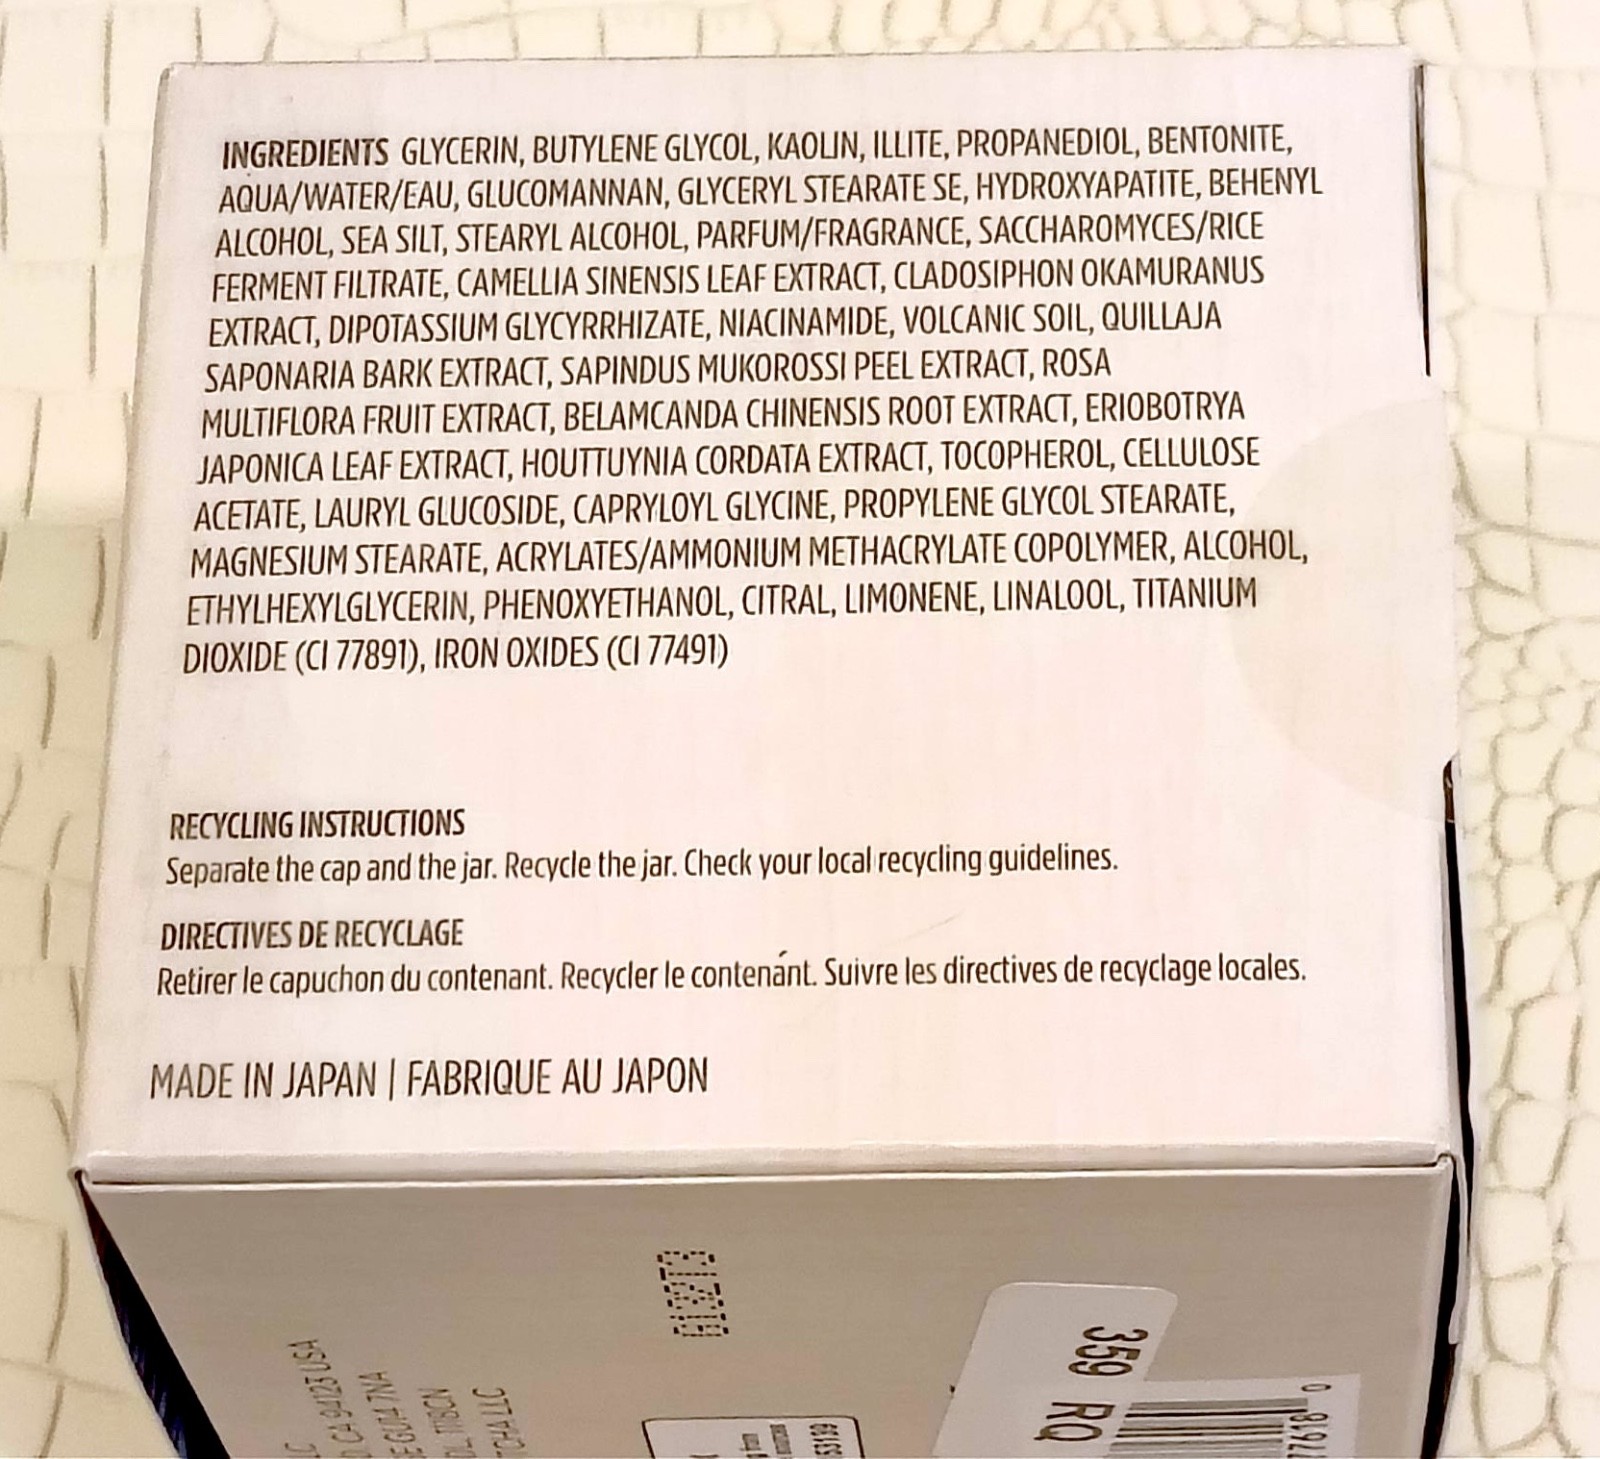 INGREDIENTS GLYCERIN, BUTYLENE GLYCOL, KAOLIN, ILLITE, PROPANEDIOL, BENTONITE,
AQUA/WATER/EAU, GLUCOMANNAN, GLYCERYL STEARATE SE, HYDROXYAPATITE, BEHENYL
ALCOHOL, SEA SILT, STEARYL ALCOHOL, PARFUM/FRAGRANCE, SACCHAROMYCES/RICE
FERMENT FILTRATE, CAMELLIA SINENSIS LEAF EXTRACT, CLADOSIPHON OKAMURANUS
EXTRACT, DIPOTASSIUM GLYCYRRHIZATE, NIACINAMIDE, VOLCANIC SOIL, QUILLAJA
SAPONARIA BARK EXTRACT, SAPINDUS MUKOROSSI PEEL EXTRACT, ROSA
MULTIFLORA FRUIT EXTRACT, BELAMCANDA CHINENSIS ROOT EXTRACT, ERIOBOTRYA
JAPONICA LEAF EXTRACT, HOUTTUYNIA CORDATA EXTRACT, TOCOPHEROL, CELLULOSE
ACETATE, LAURYL GLUCOSIDE, CAPRYLOYL GLYCINE, PROPYLENE GLYCOL STEARATE,
MAGNESIUM STEARATE, ACRYLATES/AMMONIUM METHACRYLATE COPOLYMER, ALCOHOL,
ETHYLHEXYLGLYCERIN, PHENOXYETHANOL, CITRAL, LIMONENE, LINALOOL, TITANIUM
DIOXIDE (CI 77891), IRON OXIDES (CI 77491)
RECYCLING INSTRUCTIONS
Separate the cap and the jar. Recycle the jar. Check your local recycling guidelines.
DIRECTIVES DE RECYCLAGE
Retirer le capuchon du contenant. Recycler le contenant. Suivre les directives de recyclage locales.
MADE IN JAPAN | FABRIQUE AU JAPON
CA 94123 USA
LLC
359 RQ